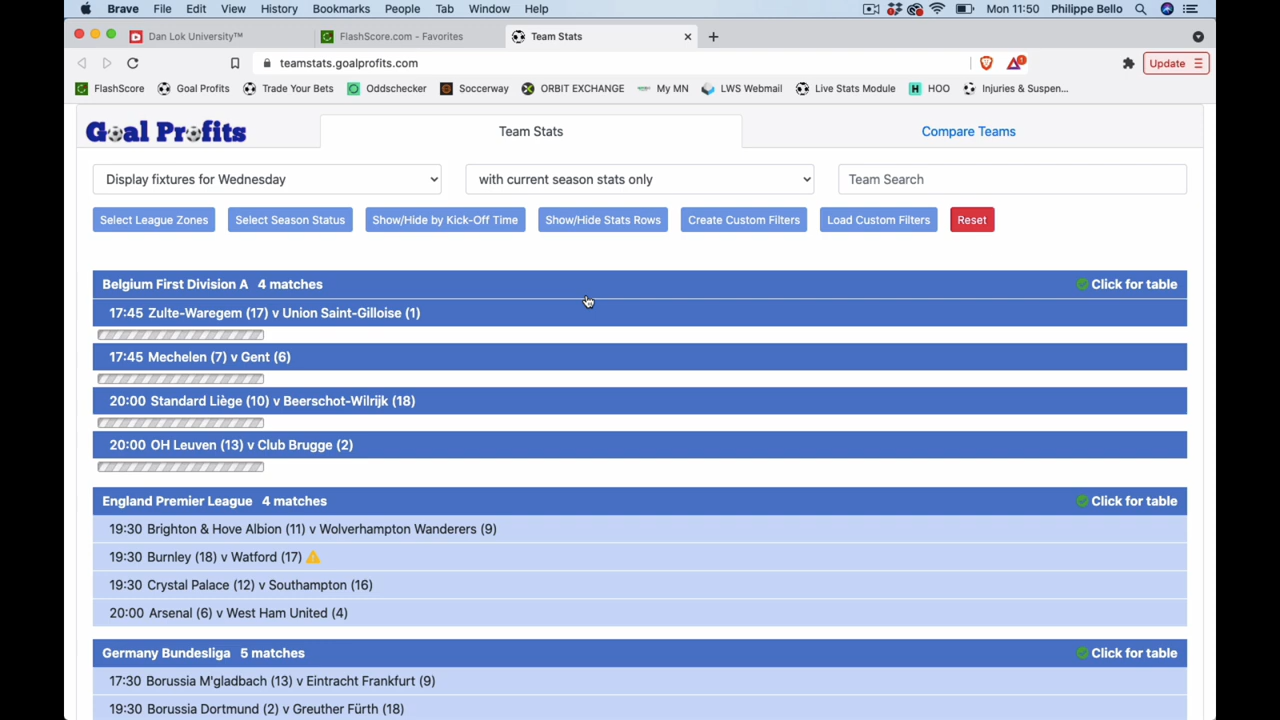 Brave File Edit View History Bookmarks People Tab Window Help Mon 11:50 Philippe Bello
Dan Lok University™ FlashScore.com - Favorites Team Stats
teamstats.goalprofits.com Update
FlashScore Goal Profits Trade Your Bets Oddschecker Soccerway ORBIT EXCHANGE My MN LWS Webmail Live Stats Module HOO Injuries & Suspen...
Goal Profits Team Stats Compare Teams
Display fixtures for Wednesday with current season stats only Team Search
Select League Zones Select Season Status Show/Hide by Kick-Off Time Show/Hide Stats Rows Create Custom Filters Load Custom Filters Reset
Belgium First Division A 4 matches Click for table
17:45 Zulte-Waregem (17) v Union Saint-Gilloise (1)
17:45 Mechelen (7) v Gent (6)
20:00 Standard Liège (10) v Beerschot-Wilrijk (18)
20:00 OH Leuven (13) v Club Brugge (2)
England Premier League 4 matches Click for table
19:30 Brighton & Hove Albion (11) v Wolverhampton Wanderers (9)
19:30 Burnley (18) v Watford (17)
19:30 Crystal Palace (12) v Southampton (16)
20:00 Arsenal (6) v West Ham United (4)
Germany Bundesliga 5 matches Click for table
17:30 Borussia M'gladbach (13) v Eintracht Frankfurt (9)
19:30 Borussia Dortmund (2) v Greuther Fürth (18)